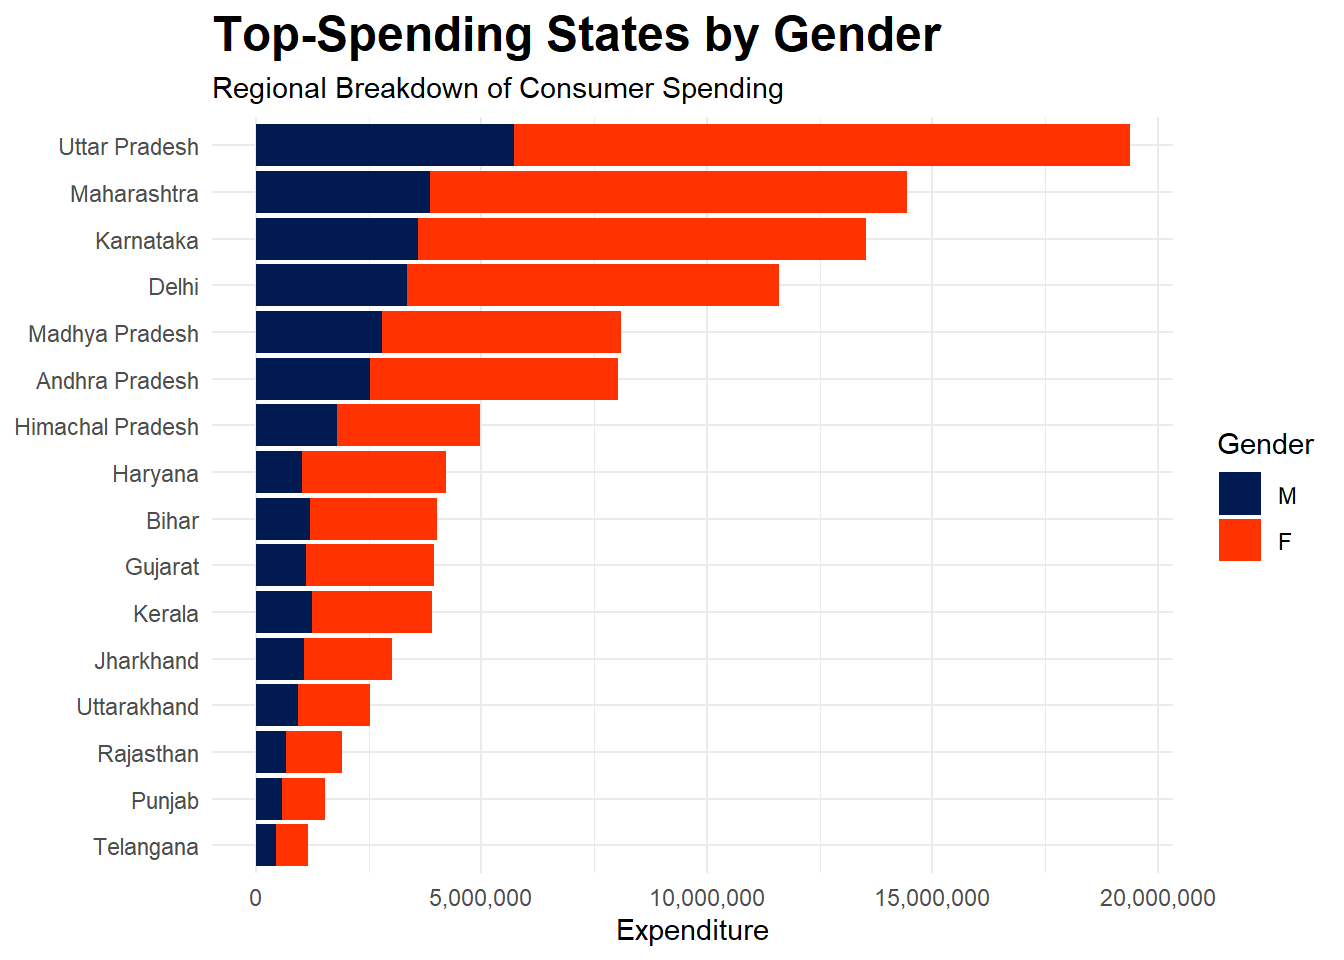 Top-Spending States by Gender
Regional Breakdown of Consumer Spending
Uttar Pradesh
Maharashtra
Karnataka
Delhi
Madhya Pradesh
Andhra Pradesh
Himachal Pradesh
Haryana
Bihar
Gujarat
Kerala
Jharkhand
Uttarakhand
Rajasthan
Punjab
Telangana
0 5,000,000 10,000,000 15,000,000 20,000,000
Expenditure
Gender
M
F